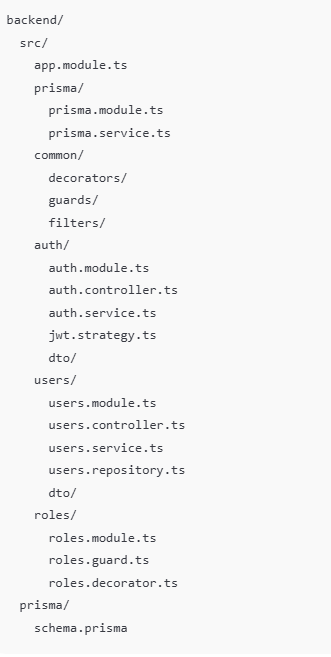 backend/
  src/
    app.module.ts
    prisma/
      prisma.module.ts
      prisma.service.ts
    common/
      decorators/
      guards/
      filters/
    auth/
      auth.module.ts
      auth.controller.ts
      auth.service.ts
      jwt.strategy.ts
      dto/
    users/
      users.module.ts
      users.controller.ts
      users.service.ts
      users.repository.ts
      dto/
    roles/
      roles.module.ts
      roles.guard.ts
      roles.decorator.ts
  prisma/
    schema.prisma